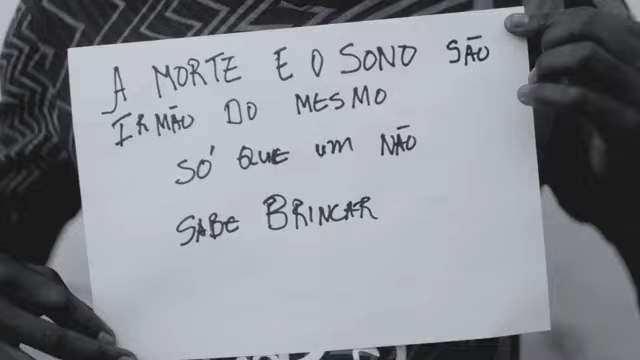 A MORTE E O SONO SÃO
IRMÃO DO MESMO
SÓ QUE UM NÃO
SABE BRINCAR